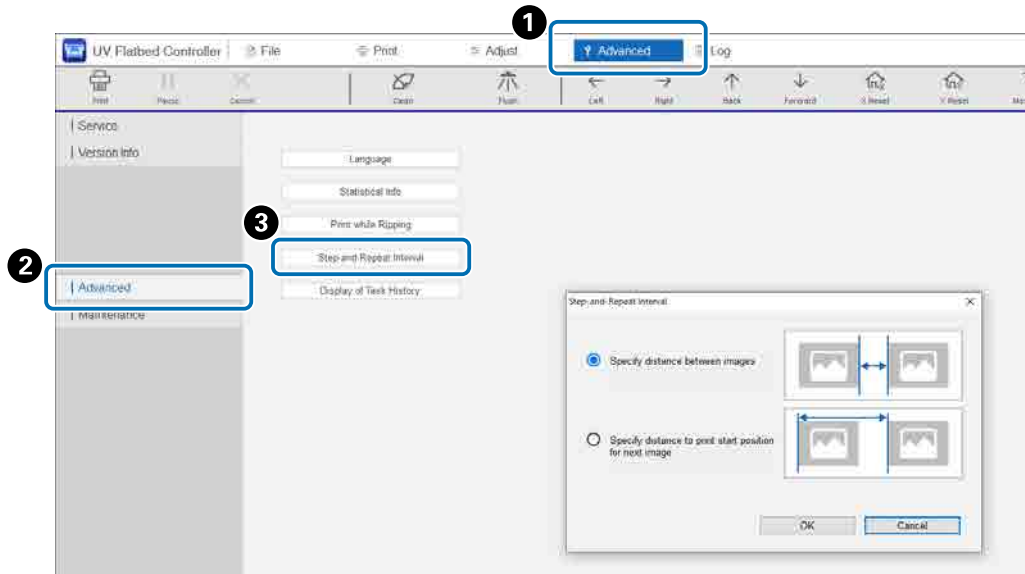 1
UV Flatbed Controller File Print Adjust Advanced Log
Print Pause Cancel Clean Flush Left Right Back Forward X Reset Y Reset
Service
Version Info
Language
Statistical Info
3
Print while Ripping
Step-and-Repeat Interval
2
Advanced
Display of Task History
Maintenance
Step-and-Repeat Interval
Specify distance between images
Specify distance to print start position
for next image
OK Cancel